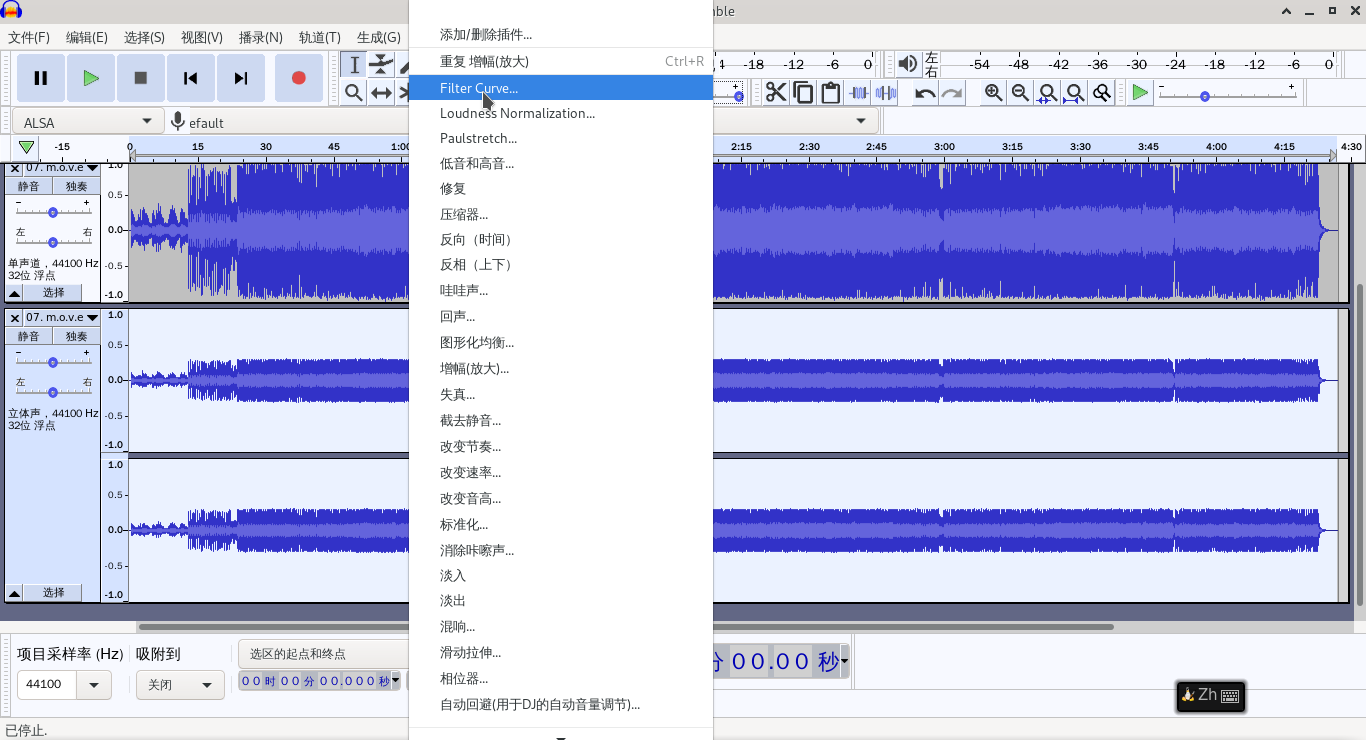 ble
文件(F) 编辑(E) 选择(S) 视图(V) 播录(N) 轨道(T) 生成(G)
-18 -12 -6 0
左
右
-54 -48 -42 -36 -30 -24 -18 -12 -6 0
ALSA
efault
-15 0 15 30 45 1:00
2:15 2:30 2:45 3:00 3:15 3:30 3:45 4:00 4:15 4:30
添加/删除插件...
重复 增幅(放大) Ctrl+R
Filter Curve...
Loudness Normalization...
Paulstretch...
低音和高音...
修复
压缩器...
反向（时间）
反相（上下）
哇哇声...
回声...
图形化均衡...
增幅(放大)...
失真...
截去静音...
改变节奏...
改变速率...
改变音高...
标准化...
消除咔嚓声...
淡入
淡出
混响...
滑动拉伸...
相位器...
自动回避(用于DJ的自动音量调节)...
07. m.o.v.e
静音 独奏
- +
左 右
单声道，44100 Hz
32位 浮点
选择
1.0
0.5
0.0
-0.5
-1.0
07. m.o.v.e
静音 独奏
- +
左 右
立体声，44100 Hz
32位 浮点
选择
1.0
0.5
0.0
-0.5
-1.0
1.0
0.5
0.0
-0.5
-1.0
项目采样率 (Hz) 吸附到
选区的起点和终点
44100
关闭
00 时 00 分 00.000 秒
分 00.00 秒
Zh
已停止.